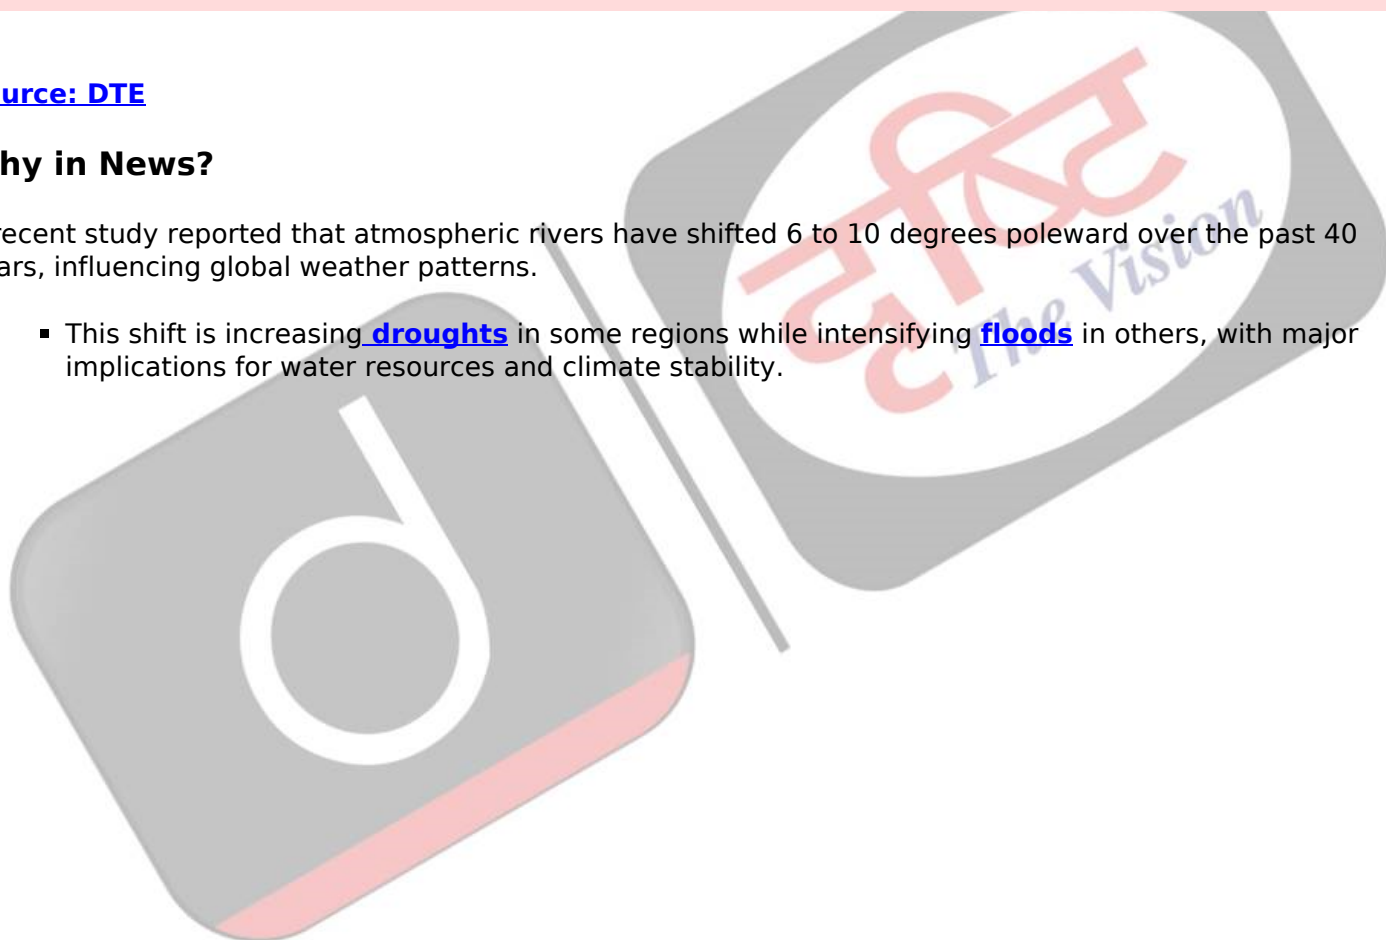 urce: DTE
hy in News?
recent study reported that atmospheric rivers have shifted 6 to 10 degrees poleward over the past 40
ars, influencing global weather patterns.
▪ This shift is increasing droughts in some regions while intensifying floods in others, with major
implications for water resources and climate stability.
दृष्टि
The Vision
d